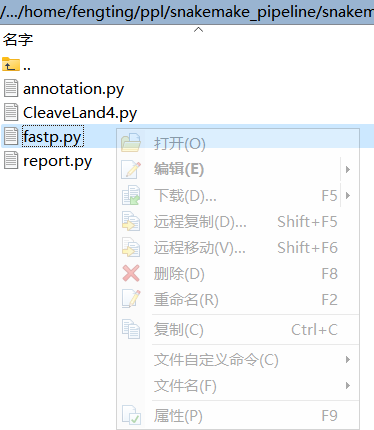 /.../home/fengting/ppl/snakemake_pipeline/snakem
名字
..
annotation.py
CleaveLand4.py
fastp.py
report.py
打开(O)
编辑(E)
下载(D)... F5
远程复制(D)... Shift+F5
远程移动(V)... Shift+F6
删除(D) F8
重命名(R) F2
复制(C) Ctrl+C
文件自定义命令(C)
文件名(F)
属性(P) F9